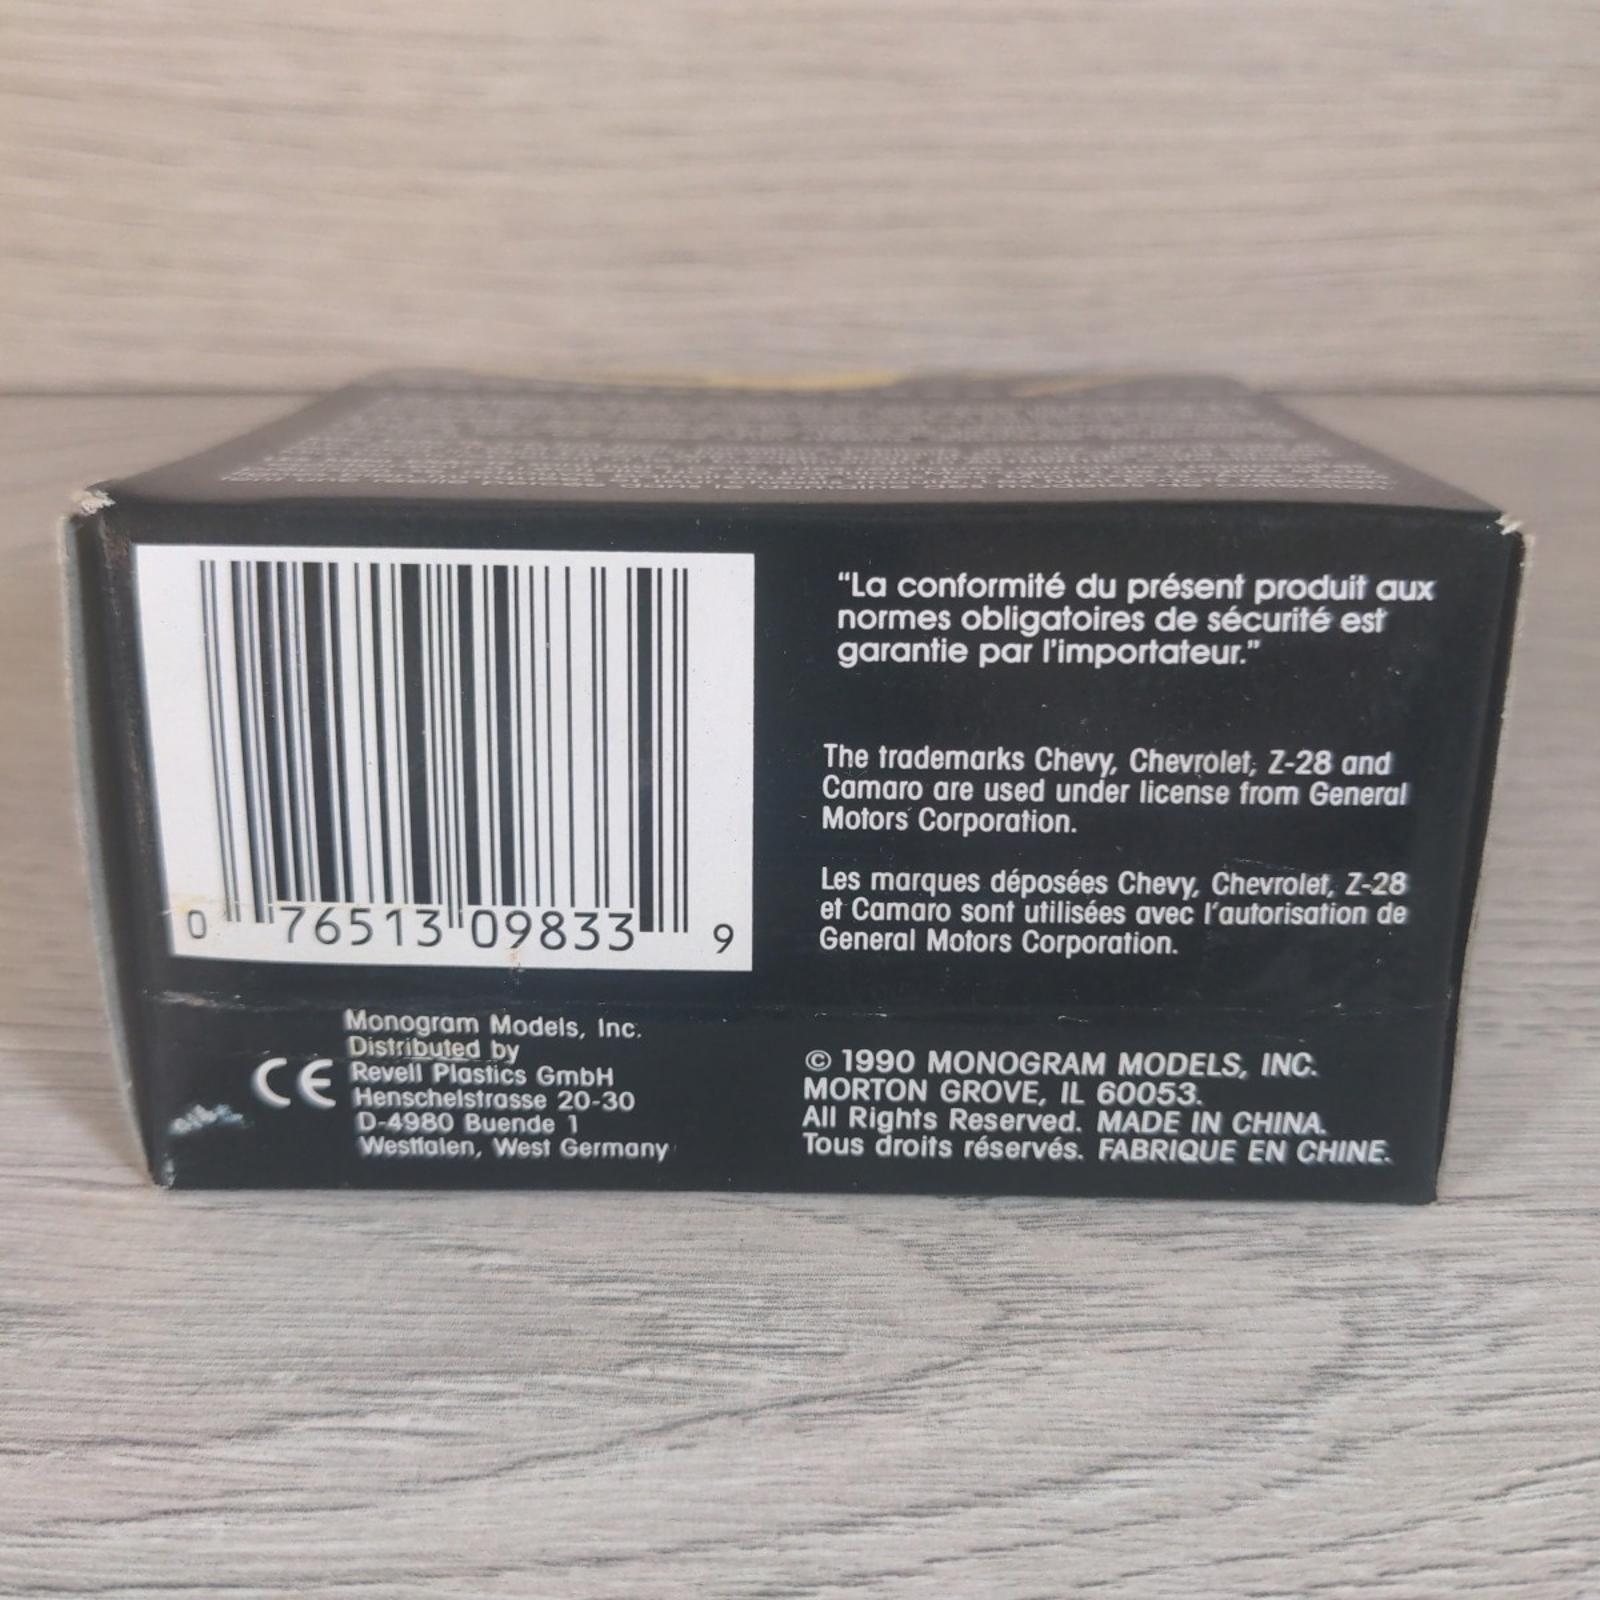 "La conformité du présent produit aux
normes obligatoires de sécurité est
garantie par l'importateur."
The trademarks Chevy, Chevrolet, Z-28 and
Camaro are used under license from General
Motors Corporation.
Les marques déposées Chevy, Chevrolet, Z-28
et Camaro sont utilisées avec l'autorisation de
General Motors Corporation.
0 76513 09833 9
CE
Monogram Models, Inc.
Distributed by
Revell Plastics GmbH
Henschelstrasse 20-30
D-4980 Buende 1
Westfalen, West Germany
© 1990 MONOGRAM MODELS, INC.
MORTON GROVE, IL 60053.
All Rights Reserved. MADE IN CHINA.
Tous droits réservés. FABRIQUE EN CHINE.